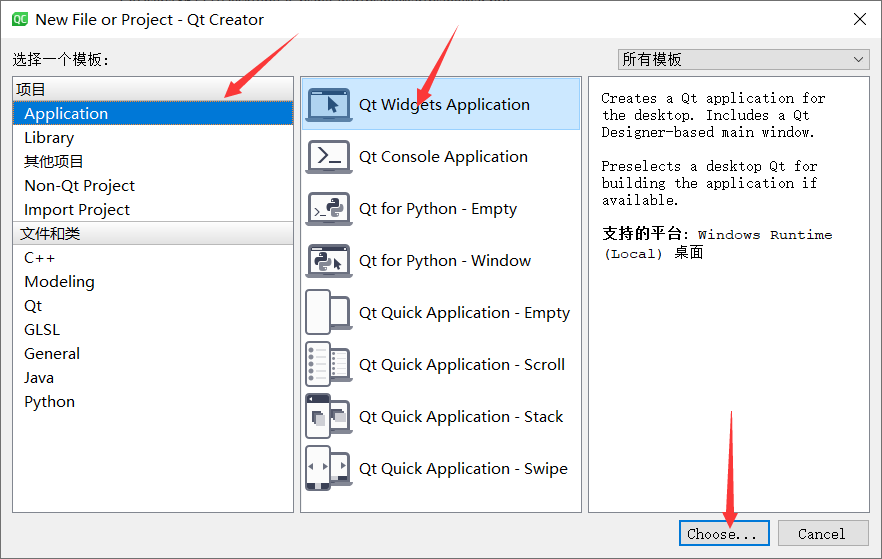 New File or Project - Qt Creator
选择一个模板:
所有模板
项目
Application
Library
其他项目
Non-Qt Project
Import Project
文件和类
C++
Modeling
Qt
GLSL
General
Java
Python
Qt Widgets Application
Qt Console Application
Qt for Python - Empty
Qt for Python - Window
Qt Quick Application - Empty
Qt Quick Application - Scroll
Qt Quick Application - Stack
Qt Quick Application - Swipe
Creates a Qt application for
the desktop. Includes a Qt
Designer-based main window.
Preselects a desktop Qt for
building the application if
available.
支持的平台: Windows Runtime
(Local) 桌面
Choose...
Cancel